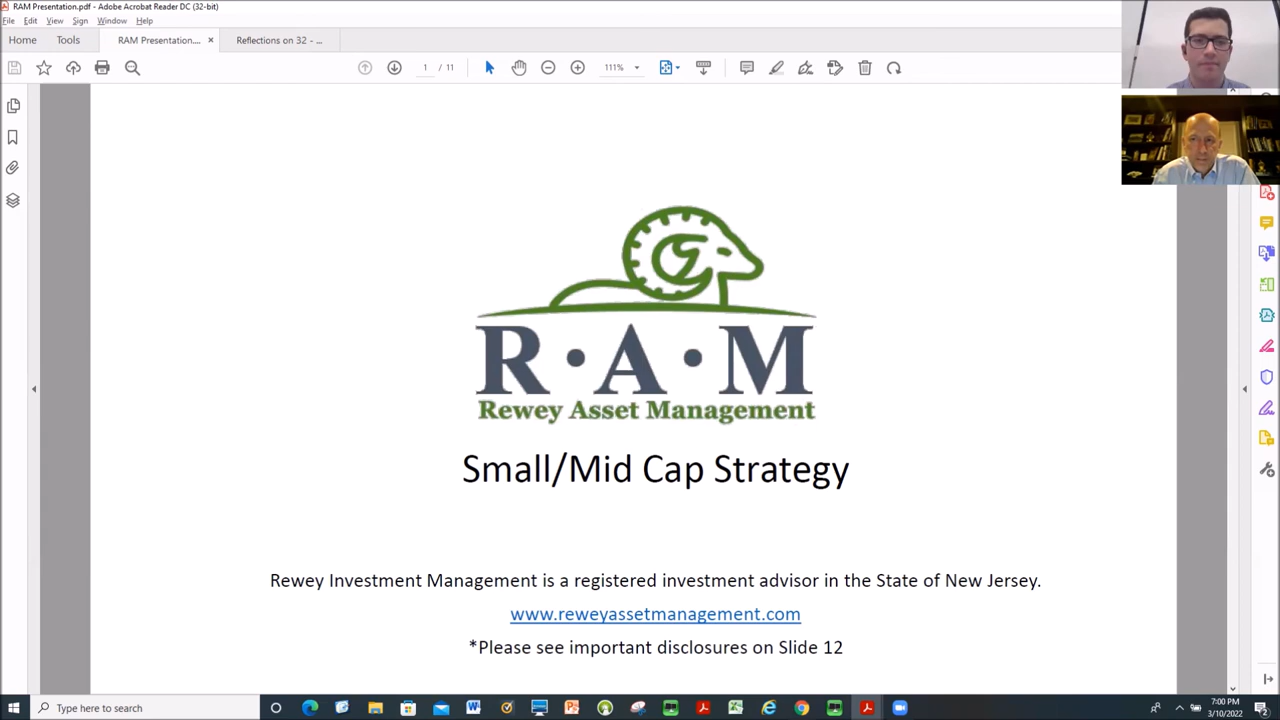 RAM Presentation.pdf - Adobe Acrobat Reader DC (32-bit)
File Edit View Sign Window Help
Home Tools RAM Presentation.... × Reflections on 32 - ...
1 / 11 111%
R·A·M
Rewey Asset Management
Small/Mid Cap Strategy
Rewey Investment Management is a registered investment advisor in the State of New Jersey.
www.reweyassetmanagement.com
*Please see important disclosures on Slide 12
Type here to search
7:00 PM
3/10/2022
2